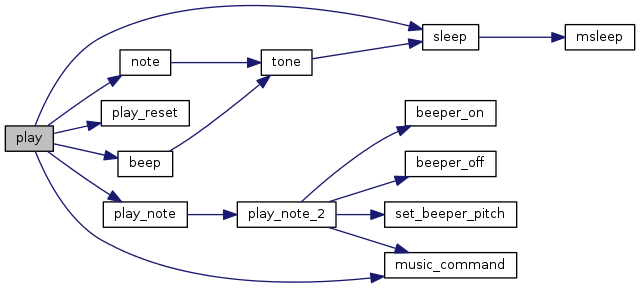 play
note
play_reset
beep
play_note
tone
play_note_2
sleep
beeper_on
beeper_off
set_beeper_pitch
music_command
msleep